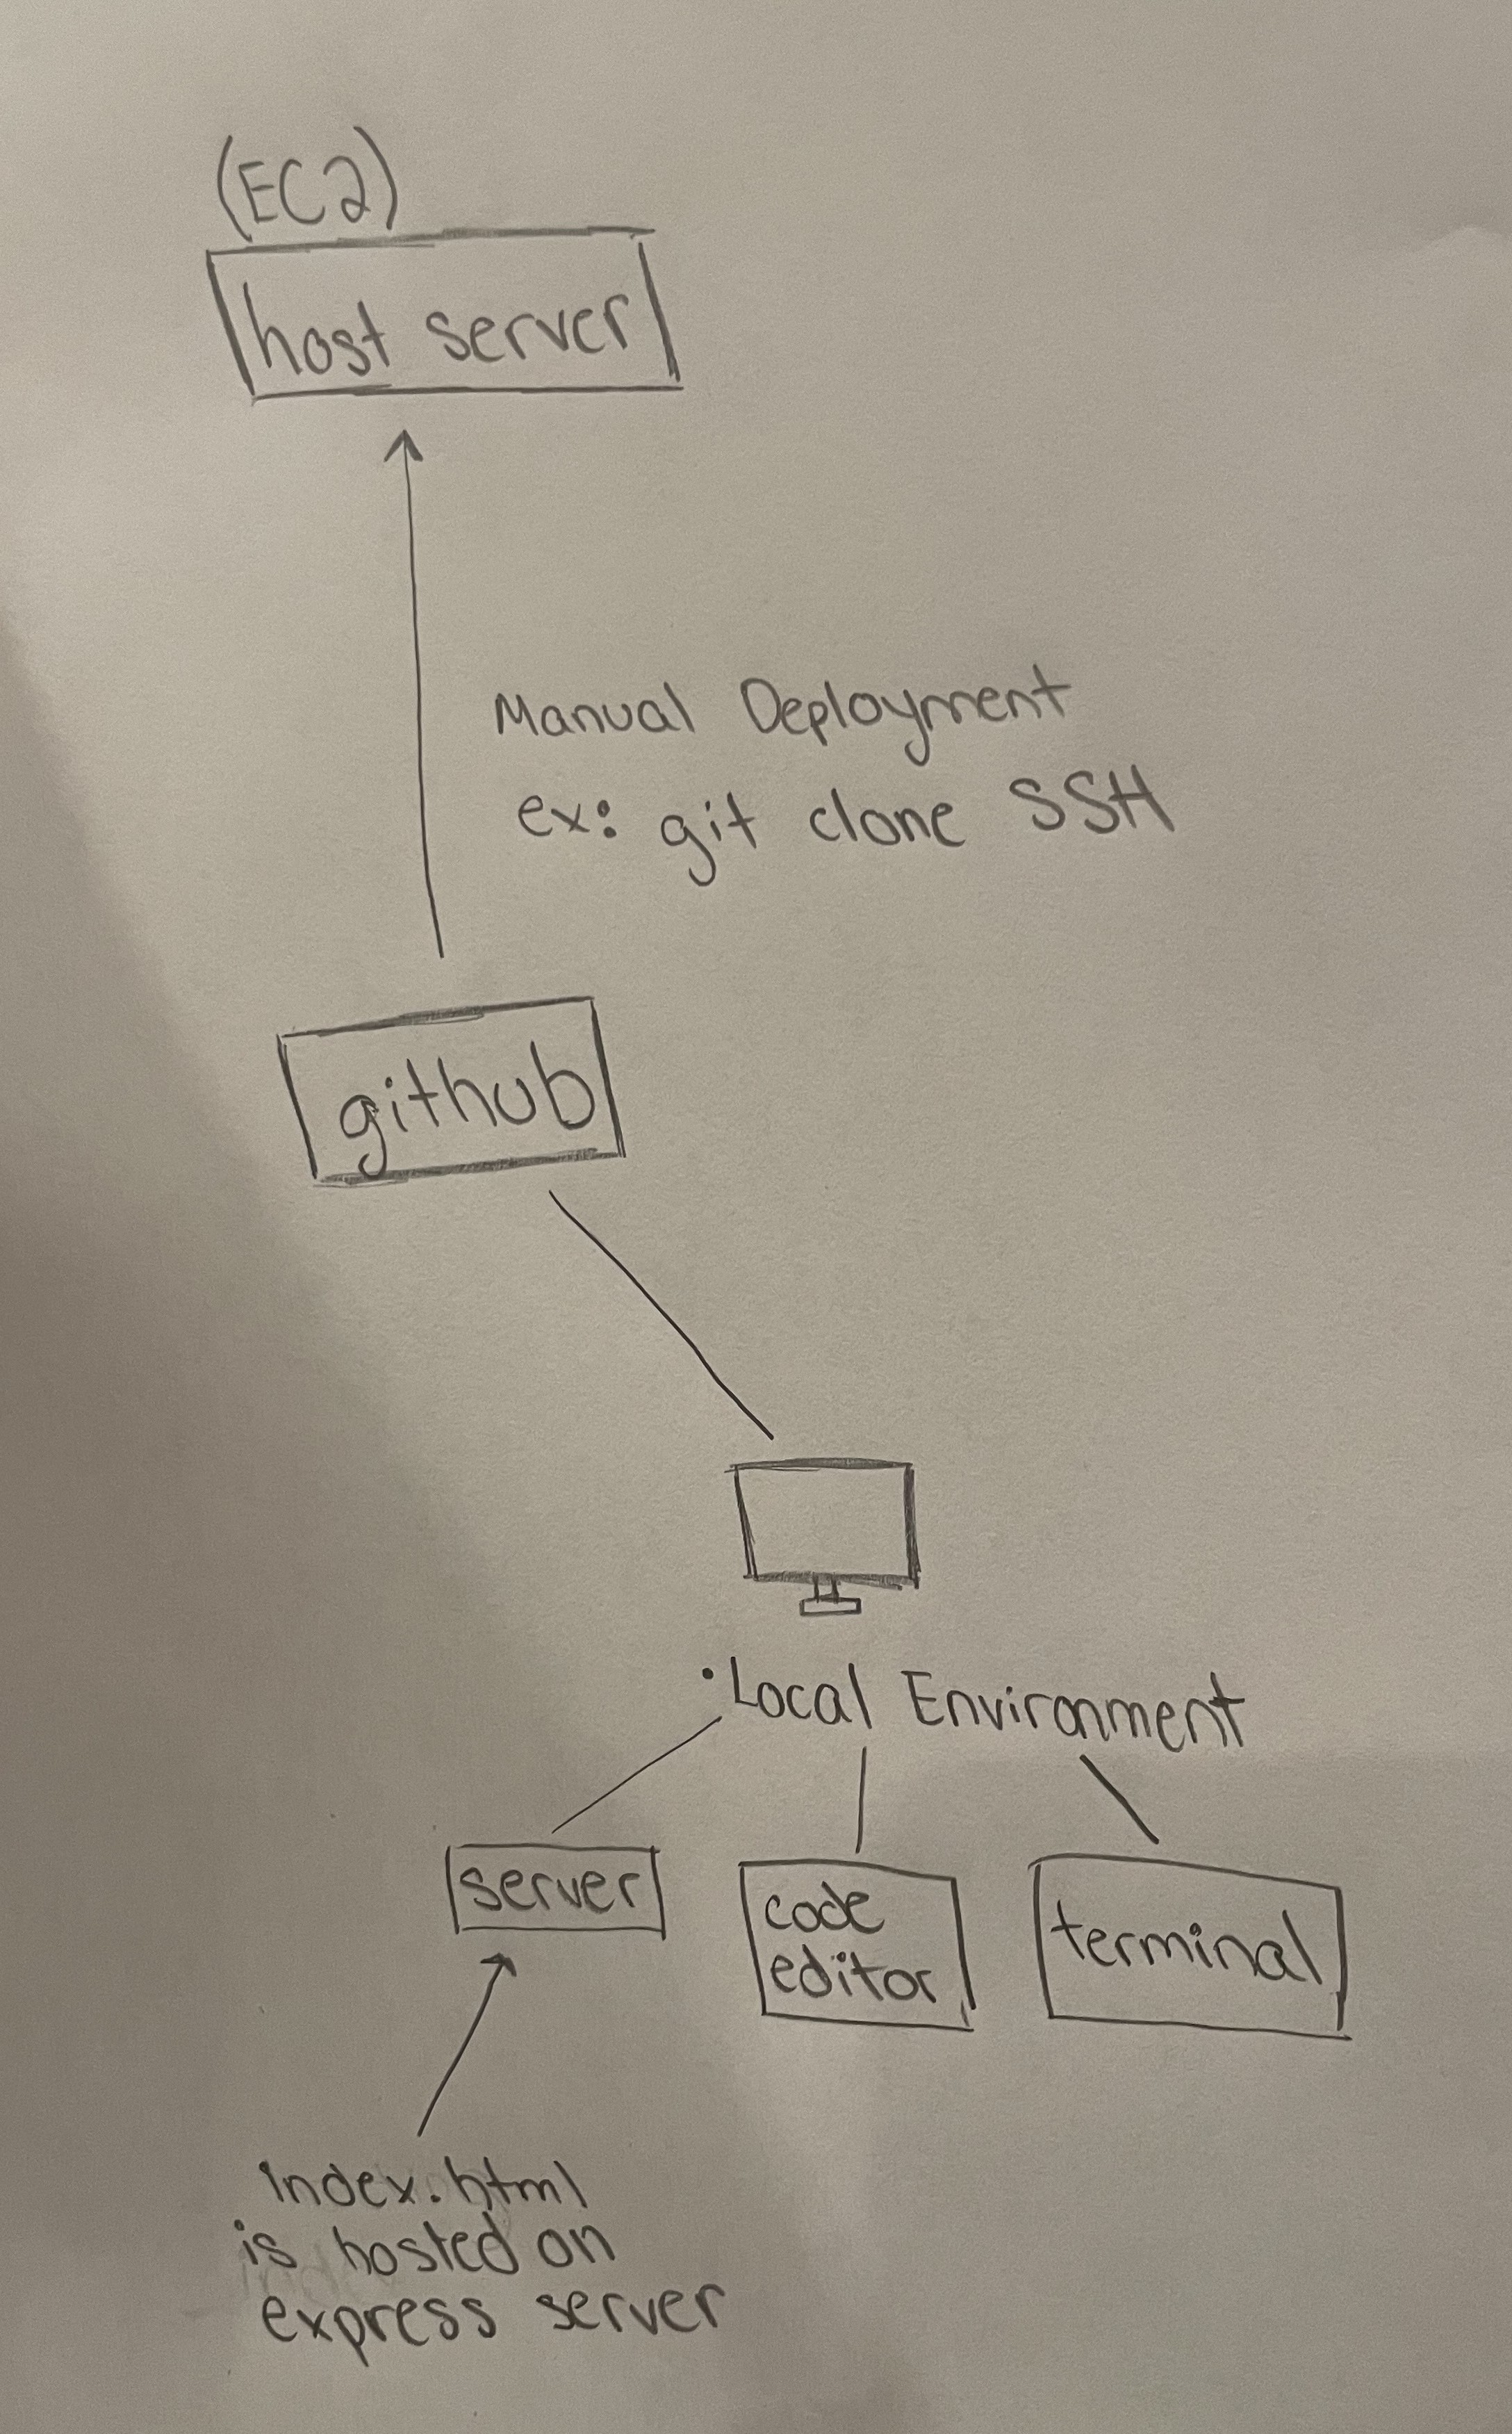 (EC2)
host server
Manual Deployment
ex: git clone SSH
github
•Local Environment
server
code
editor
terminal
index.html
is hosted on
express server